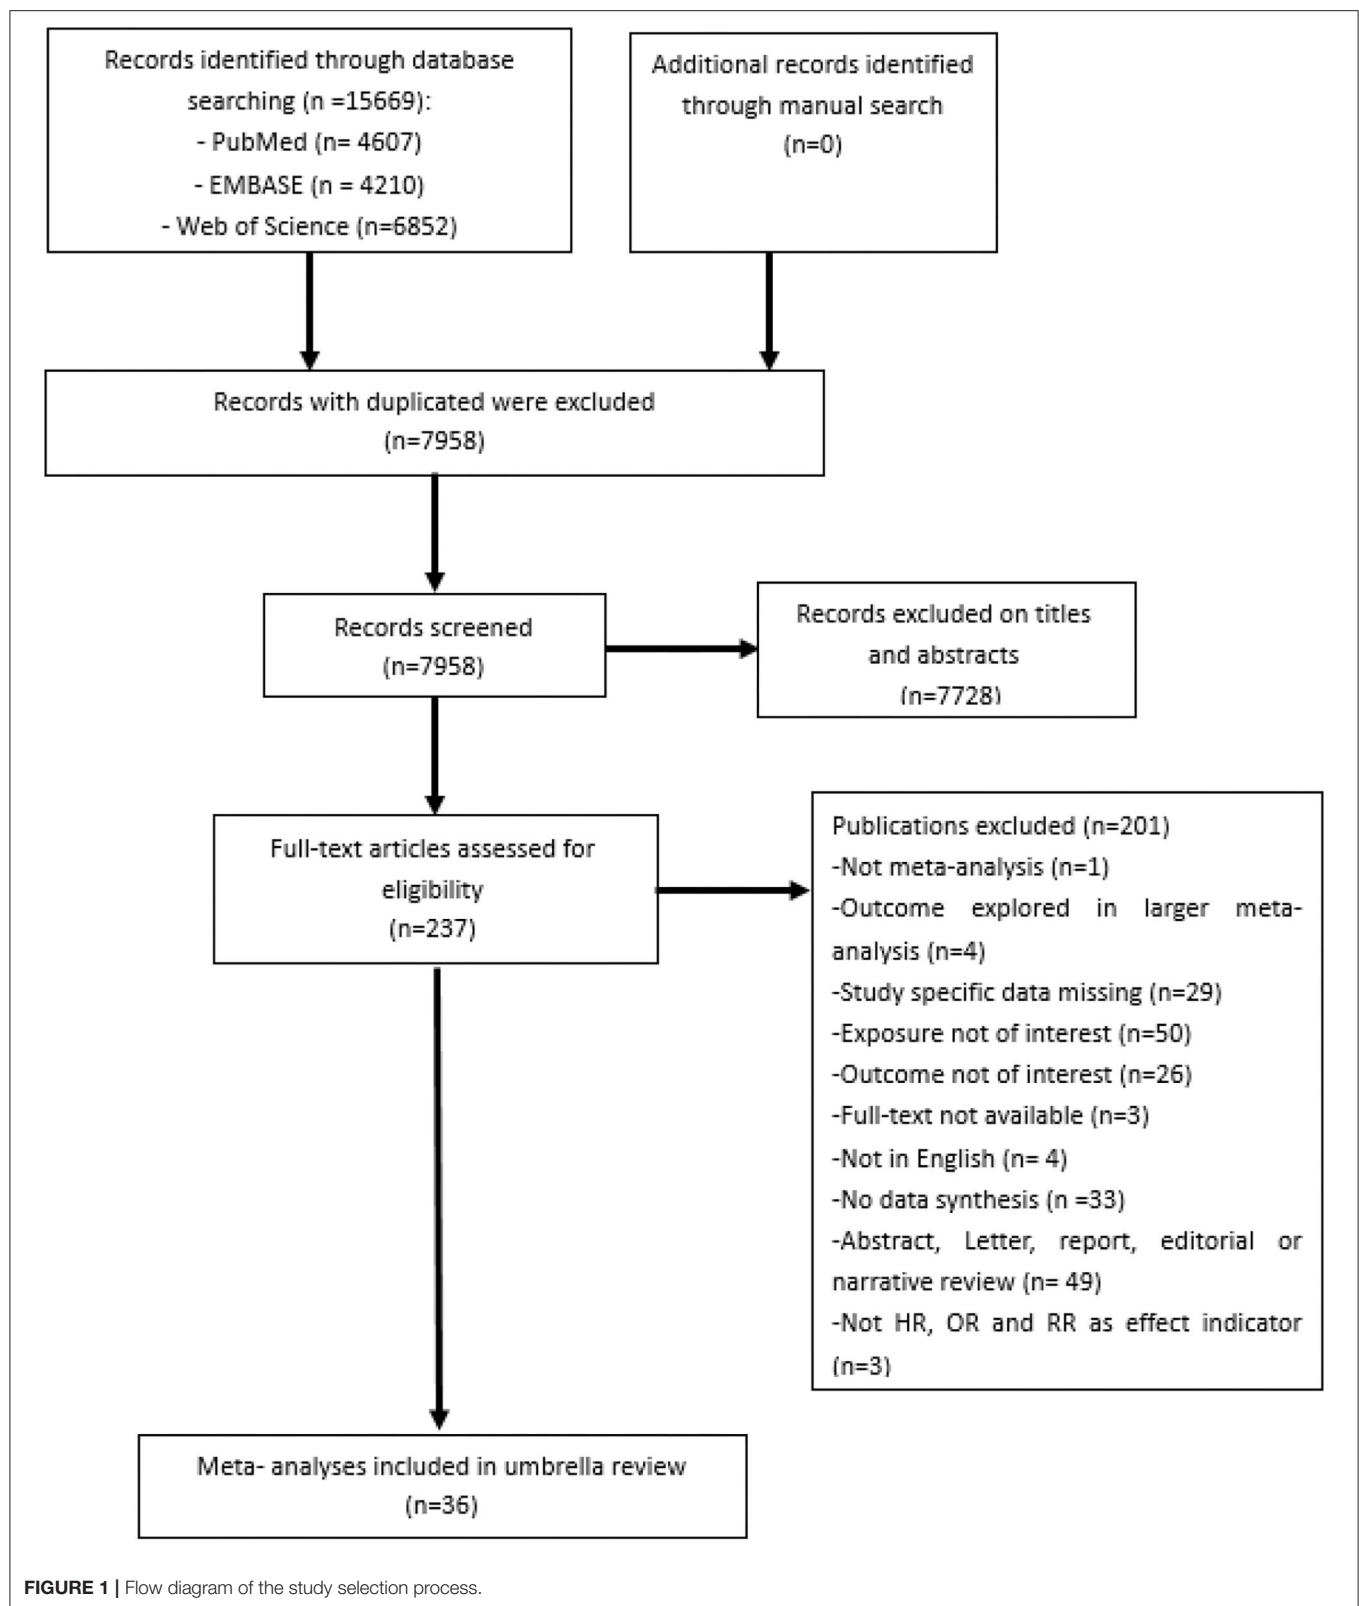 Records identified through database
searching (n =15669):
- PubMed (n= 4607)
- EMBASE (n = 4210)
- Web of Science (n=6852)
Additional records identified
through manual search
(n=0)
Records with duplicated were excluded
(n=7958)
Records screened
(n=7958)
Records excluded on titles
and abstracts
(n=7728)
Full-text articles assessed for
eligibility
(n=237)
Publications excluded (n=201)
-Not meta-analysis (n=1)
-Outcome explored in larger meta-
analysis (n=4)
-Study specific data missing (n=29)
-Exposure not of interest (n=50)
-Outcome not of interest (n=26)
-Full-text not available (n=3)
-Not in English (n= 4)
-No data synthesis (n =33)
-Abstract, Letter, report, editorial or
narrative review (n= 49)
-Not HR, OR and RR as effect indicator
(n=3)
Meta- analyses included in umbrella review
(n=36)
FIGURE 1 | Flow diagram of the study selection process.